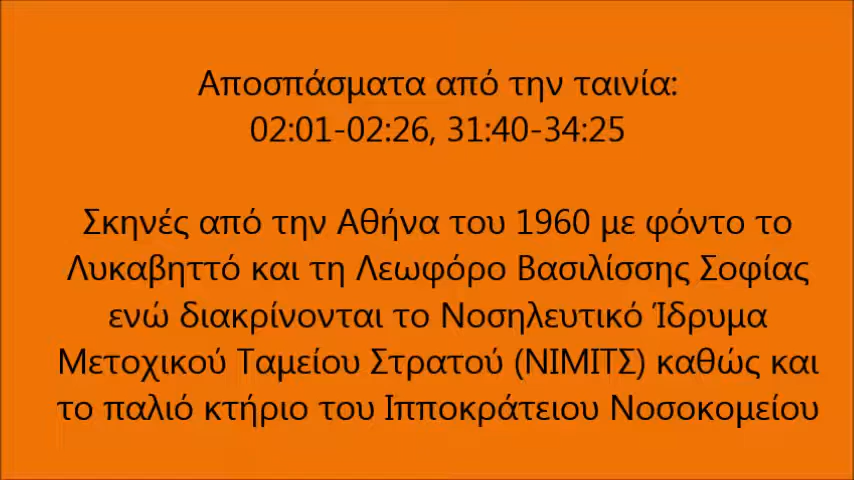 Αποσπάσματα από την ταινία:
02:01-02:26, 31:40-34:25
Σκηνές από την Αθήνα του 1960 με φόντο το
Λυκαβηττό και τη Λεωφόρο Βασιλίσσης Σοφίας
ενώ διακρίνονται το Νοσηλευτικό Ίδρυμα
Μετοχικού Ταμείου Στρατού (ΝΙΜΙΤΣ) καθώς και
το παλιό κτήριο του Ιπποκράτειου Νοσοκομείου